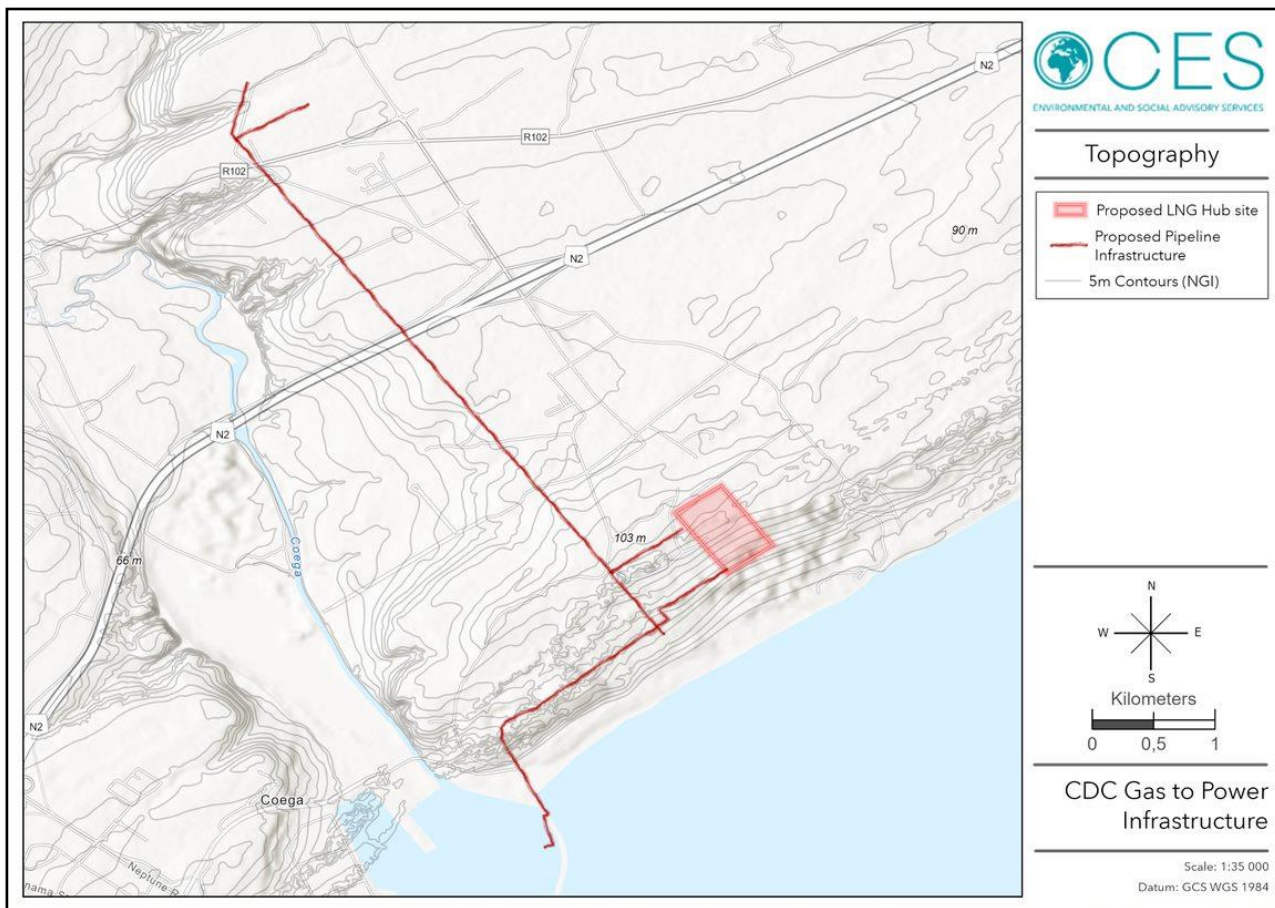 N2
R102
R102
N2
90 m
N2
103 m
66 m
Coega
N2
Coega
Neptune R
nama S
CES
ENVIRONMENTAL AND SOCIAL ADVISORY SERVICES
Topography
Proposed LNG Hub site
Proposed Pipeline
Infrastructure
5m Contours (NGI)
N
W
E
S
Kilometers
0 0,5 1
CDC Gas to Power
Infrastructure
Scale: 1:35 000
Datum: GCS WGS 1984